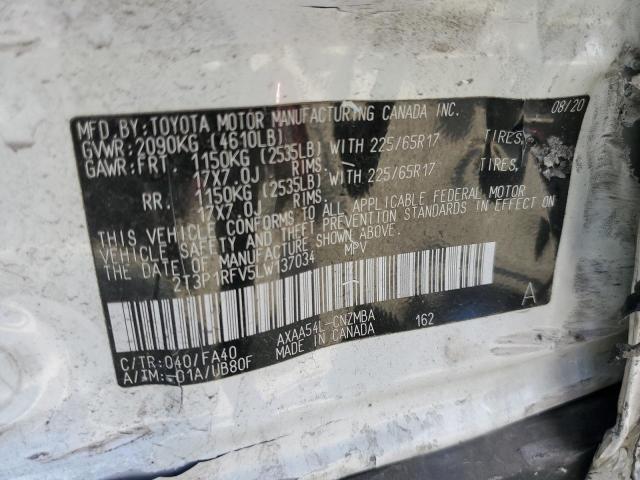 MFD.BY:TOYOTA MOTOR MANUFACTURING CANADA INC. 08/20
GVWR:2090KG (4610LB)
GAWR:FRT. 1150KG (2535LB) WITH 225/65R17 TIRES,
17X7.0J RIMS,
RR. 1150KG (2535LB) WITH 225/65R17 TIRES,
17X7.0J RIMS,
THIS VEHICLE CONFORMS TO ALL APPLICABLE FEDERAL MOTOR
VEHICLE SAFETY AND THEFT PREVENTION STANDARDS IN EFFECT ON
THE DATE OF MANUFACTURE SHOWN ABOVE.
2T3P1RFV5LW137034 MPV
A
C/TR:040/FA40 AXAA54L-CNZMBA 162
A/TM:-01A/UB80F MADE IN CANADA